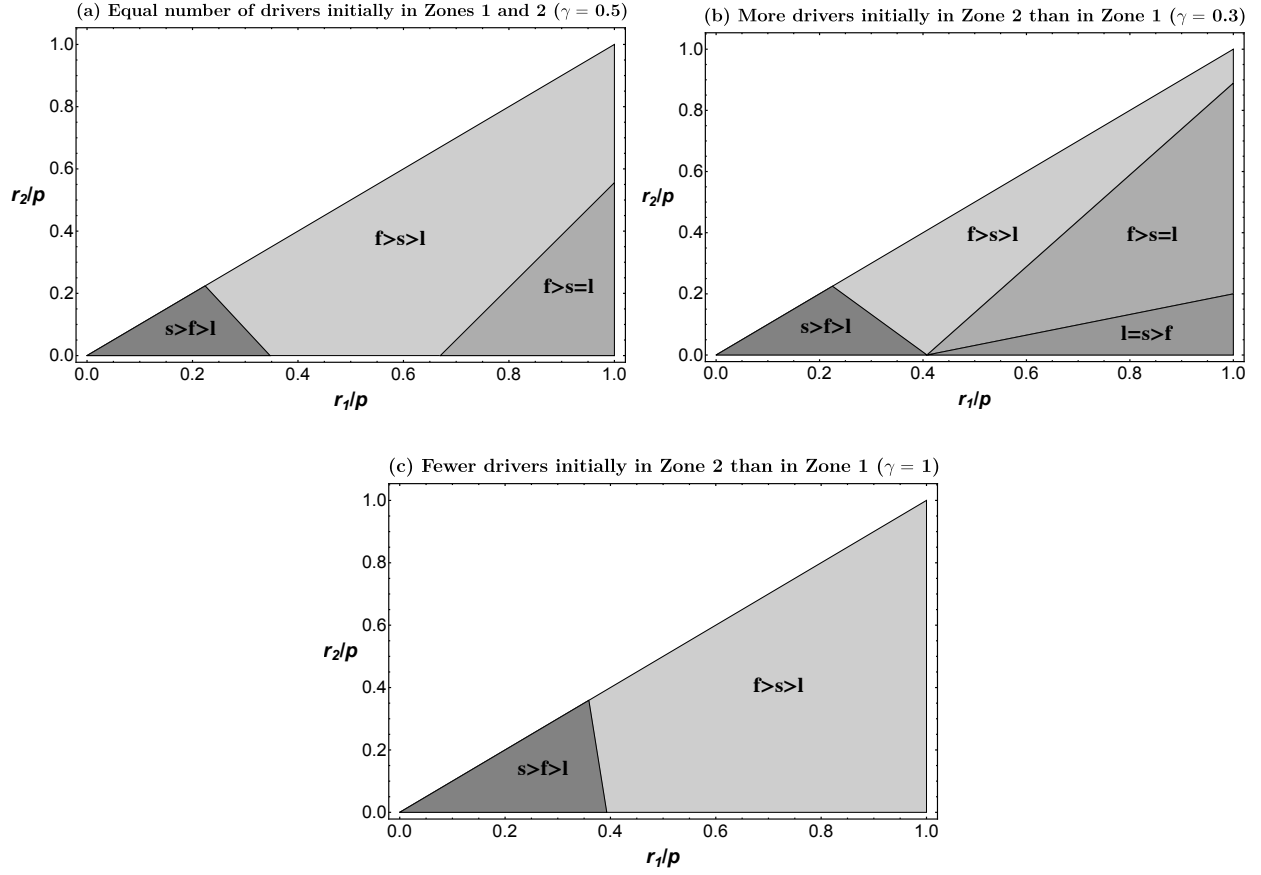 (a) Equal number of drivers initially in Zones 1 and 2 (γ = 0.5)
1.0
0.8
0.6
r₂/p
0.4
0.2
0.0
f>s>l
f>s=l
s>f>l
0.0 0.2 0.4 0.6 0.8 1.0
r₁/p
(b) More drivers initially in Zone 2 than in Zone 1 (γ = 0.3)
1.0
0.8
0.6
r₂/p
0.4
0.2
0.0
f>s>l
f>s=l
s>f>l
l=s>f
0.0 0.2 0.4 0.6 0.8 1.0
r₁/p
(c) Fewer drivers initially in Zone 2 than in Zone 1 (γ = 1)
1.0
0.8
0.6
r₂/p
0.4
0.2
0.0
f>s>l
s>f>l
0.0 0.2 0.4 0.6 0.8 1.0
r₁/p